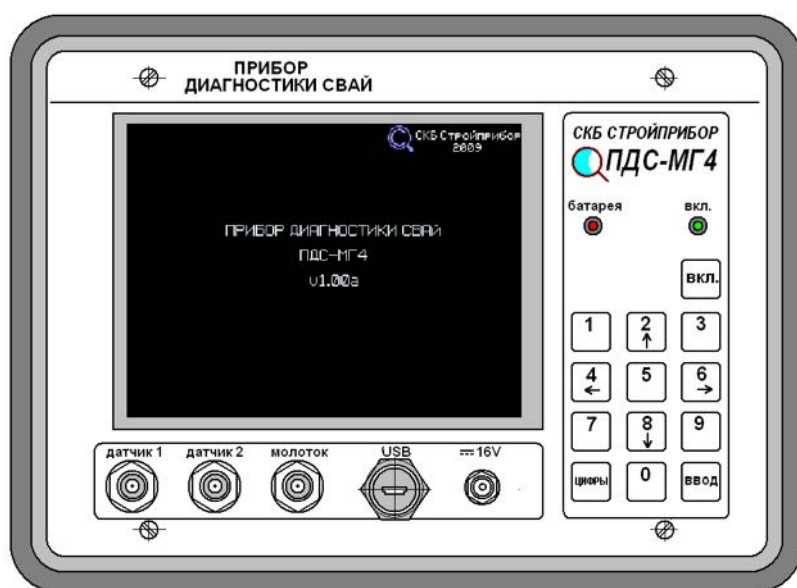 ПРИБОР
ДИАГНОСТИКИ СВАЙ
СКБ Стройприбор
2009
ПРИБОР ДИАГНОСТИКИ СВАЙ
ПДС-МГ4
v1.00a
СКБ СТРОЙПРИБОР
ПДС-МГ4
батарея вкл.
ВКЛ.
1 2 3
4 5 6
7 8 9
ЦИФРЫ 0 ВВОД
датчик 1 датчик 2 молоток USB 16V